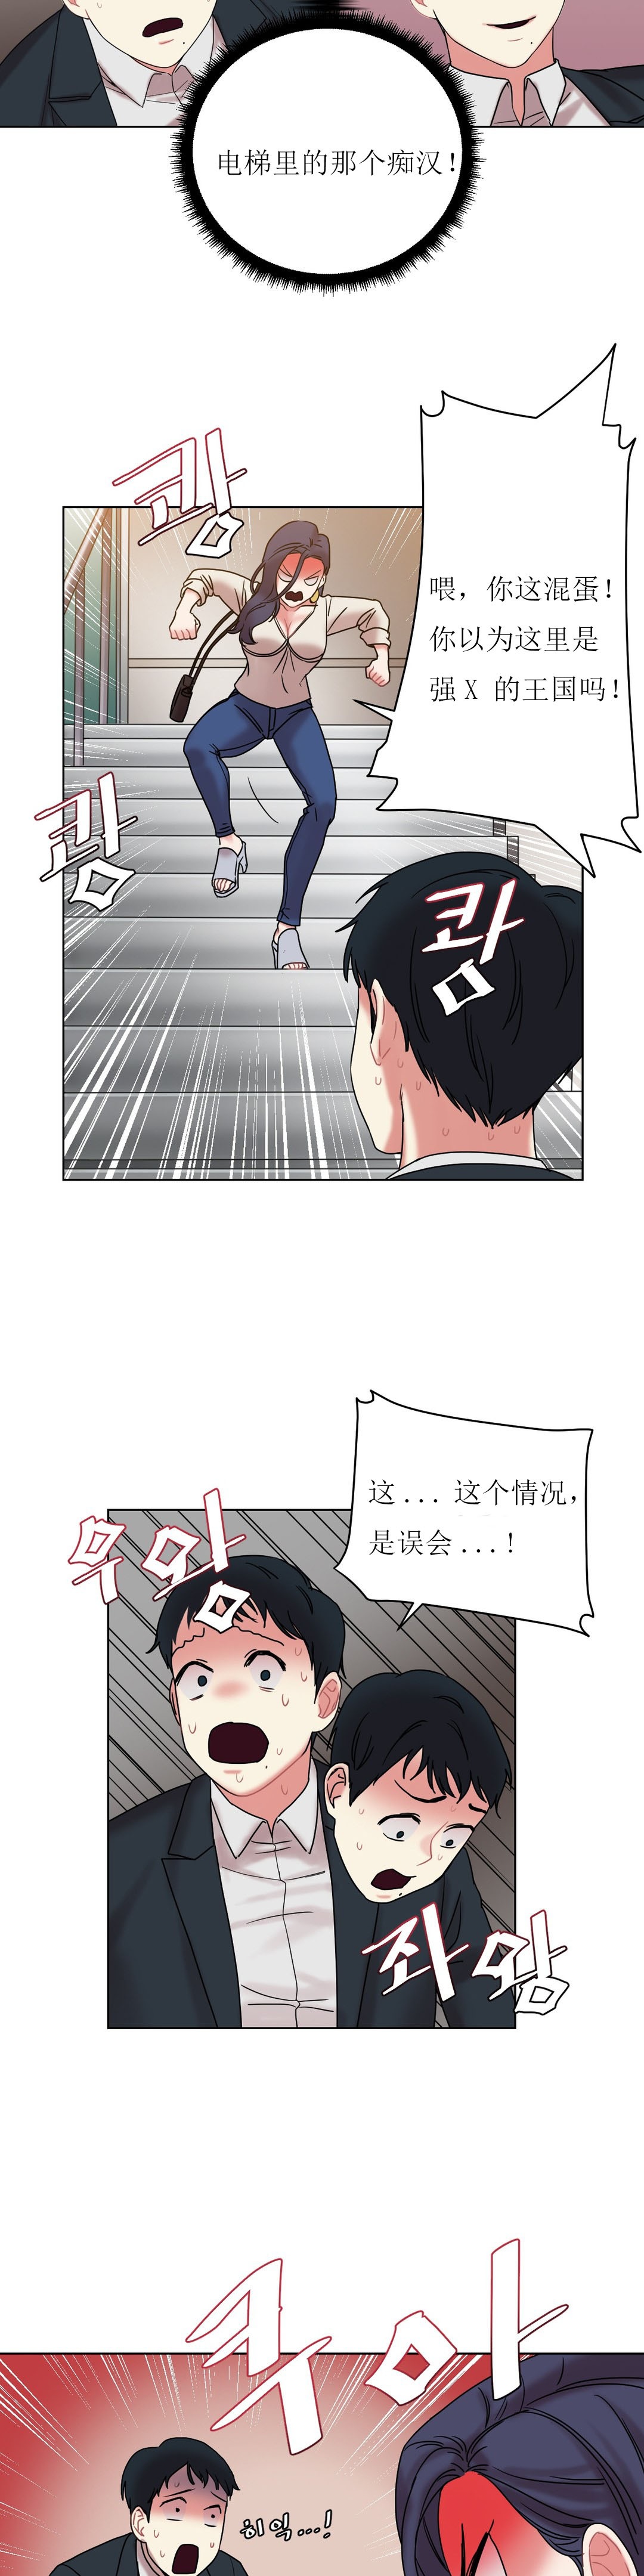 电梯里的那个痴汉！
쾅
喂，你这混蛋！
你以为这里是
强X 的王国吗！
쾅
쾅
这...这个情况，
是误会...！
우왕
좌왕
쿠아
히익...!